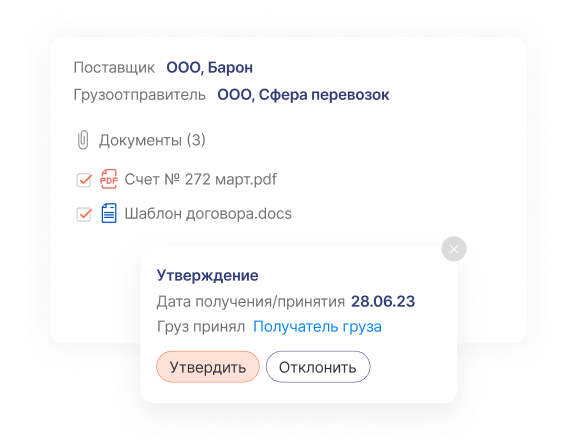 Поставщик ООО, Барон
Грузоотправитель ООО, Сфера перевозок
Документы (3)
PDF Счет № 272 март.pdf
Шаблон договора.docs
Утверждение
Дата получения/принятия 28.06.23
Груз принял Получатель груза
Утвердить Отклонить